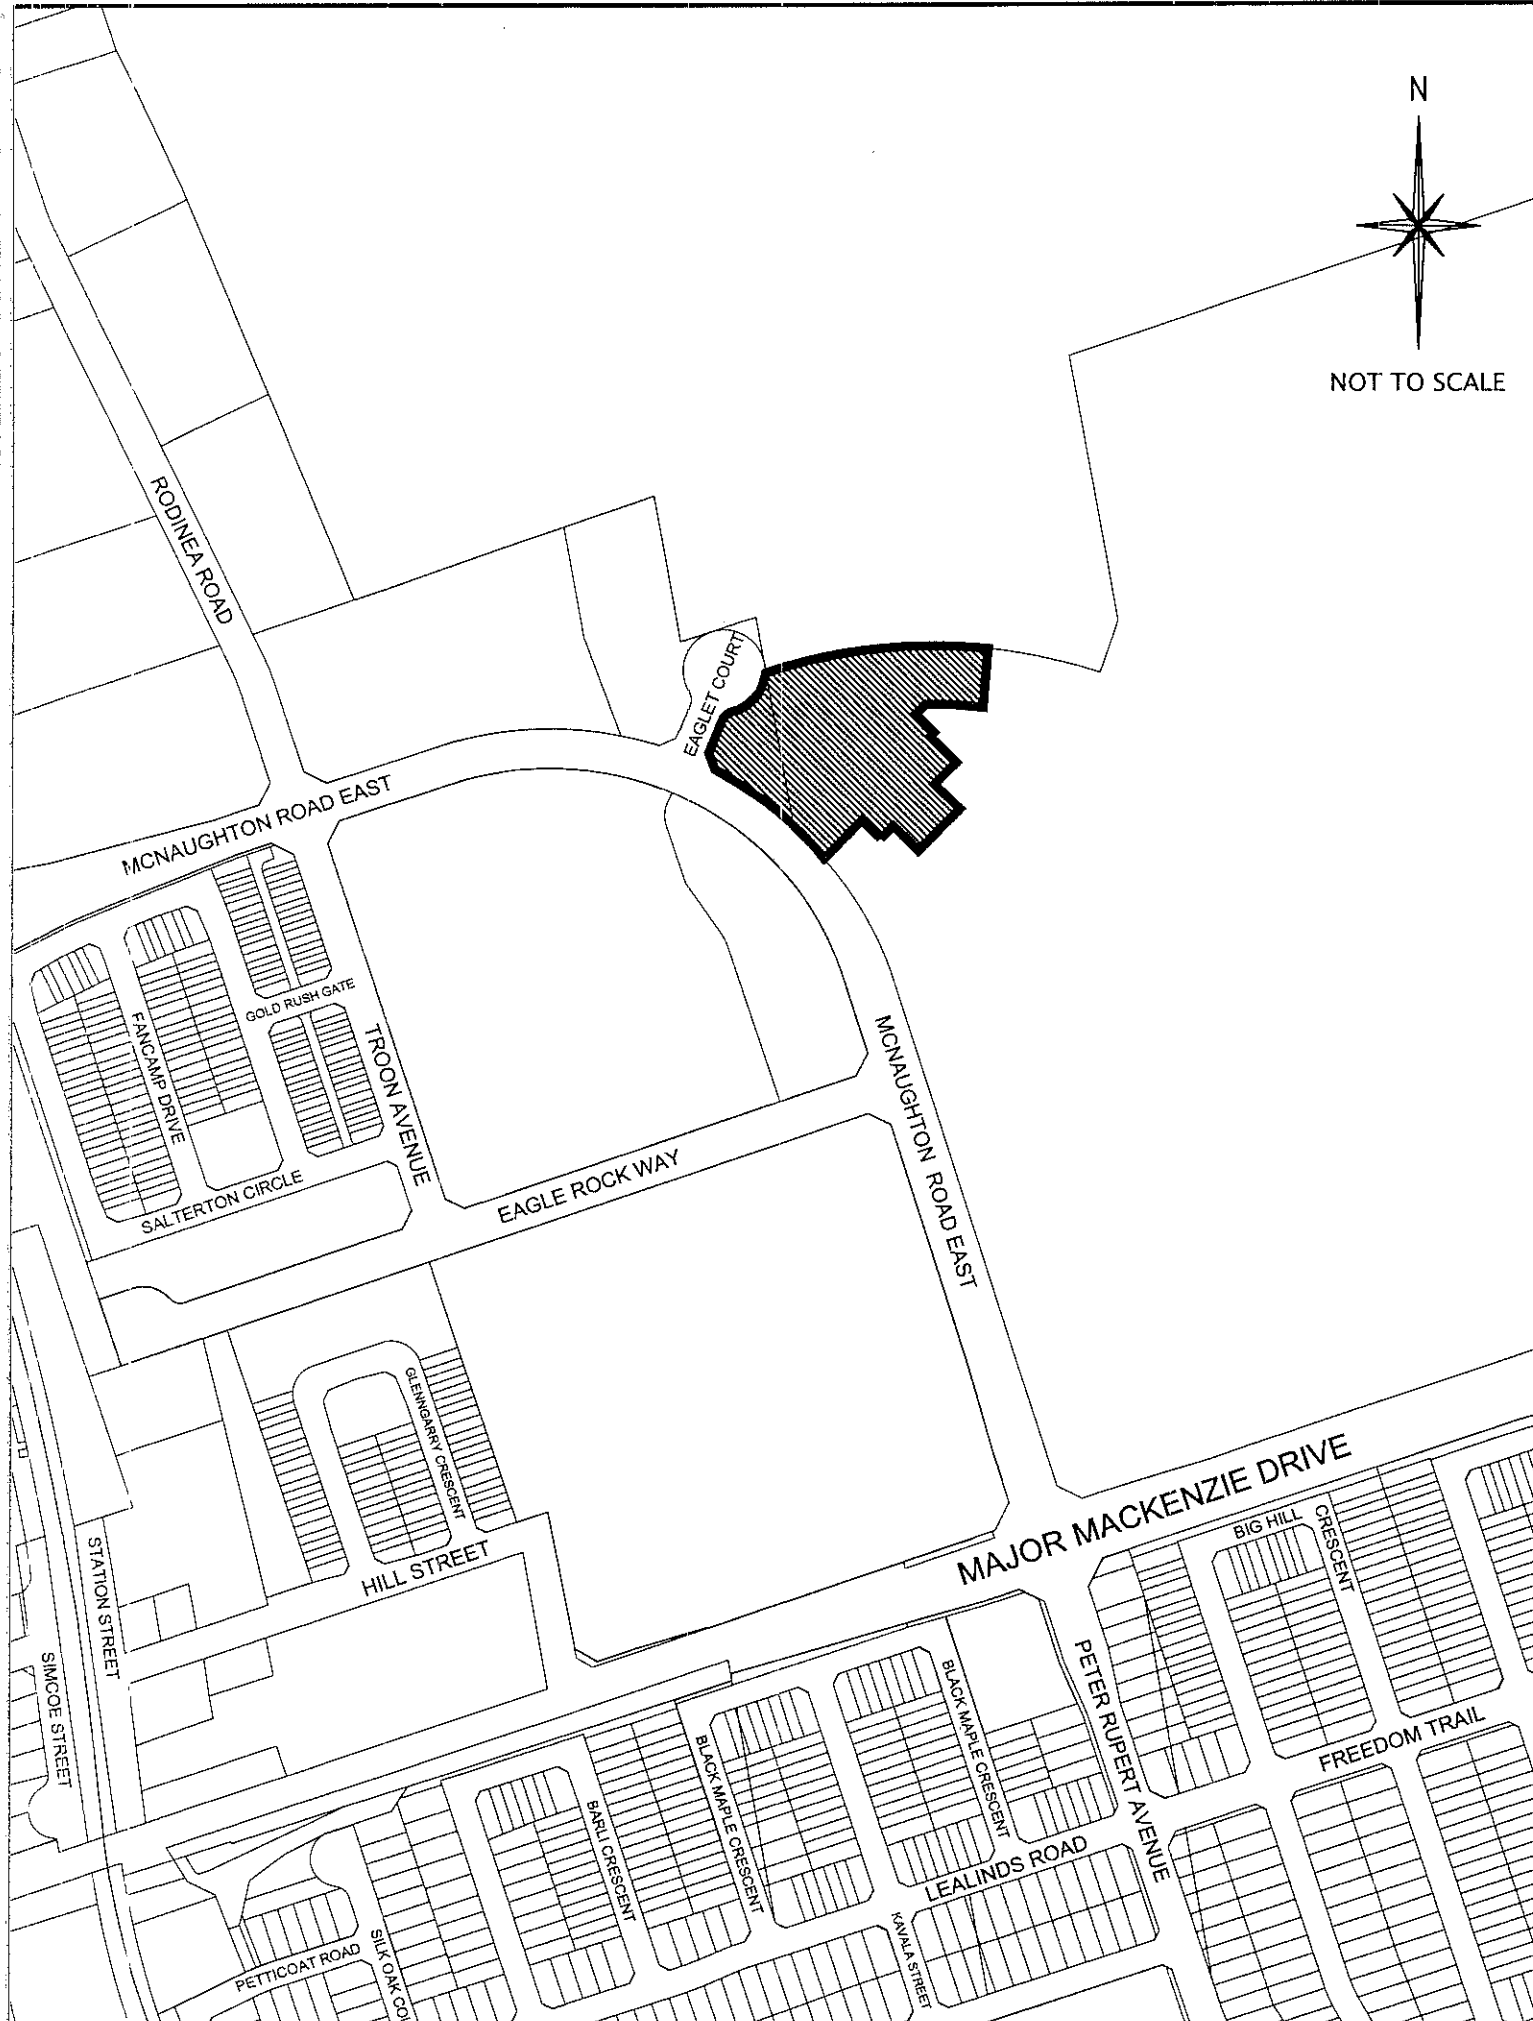 N
NOT TO SCALE
RODINEA ROAD
EAGLET COURT
MCNAUGHTON ROAD EAST
GOLD RUSH GATE
FANCAMP DRIVE
TROON AVENUE
MCNAUGHTON ROAD EAST
SALTERTON CIRCLE
EAGLE ROCK WAY
GLENNGARRY CRESCENT
MAJOR MACKENZIE DRIVE
BIG HILL
CRESCENT
HILL STREET
STATION STREET
SIMCOE STREET
PETER RUPERT AVENUE
BLACK MAPLE CRESCENT
BLACK MAPLE CRESCENT
FREEDOM TRAIL
BARLI CRESCENT
LEALINDS ROAD
KAVALA STREET
PETTICOAT ROAD
SILK OAK COU